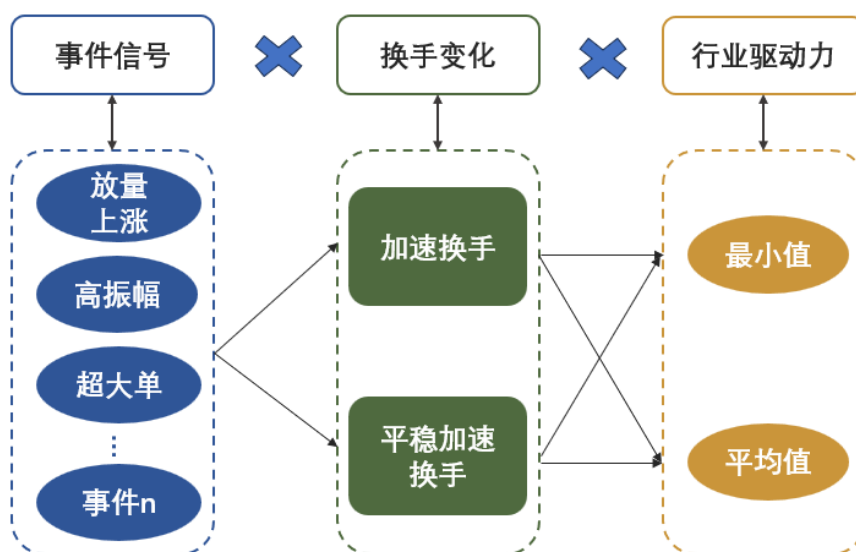 事件信号
换手变化
行业驱动力
放量
上涨
高振幅
超大单
事件n
加速换手
平稳加速
换手
最小值
平均值